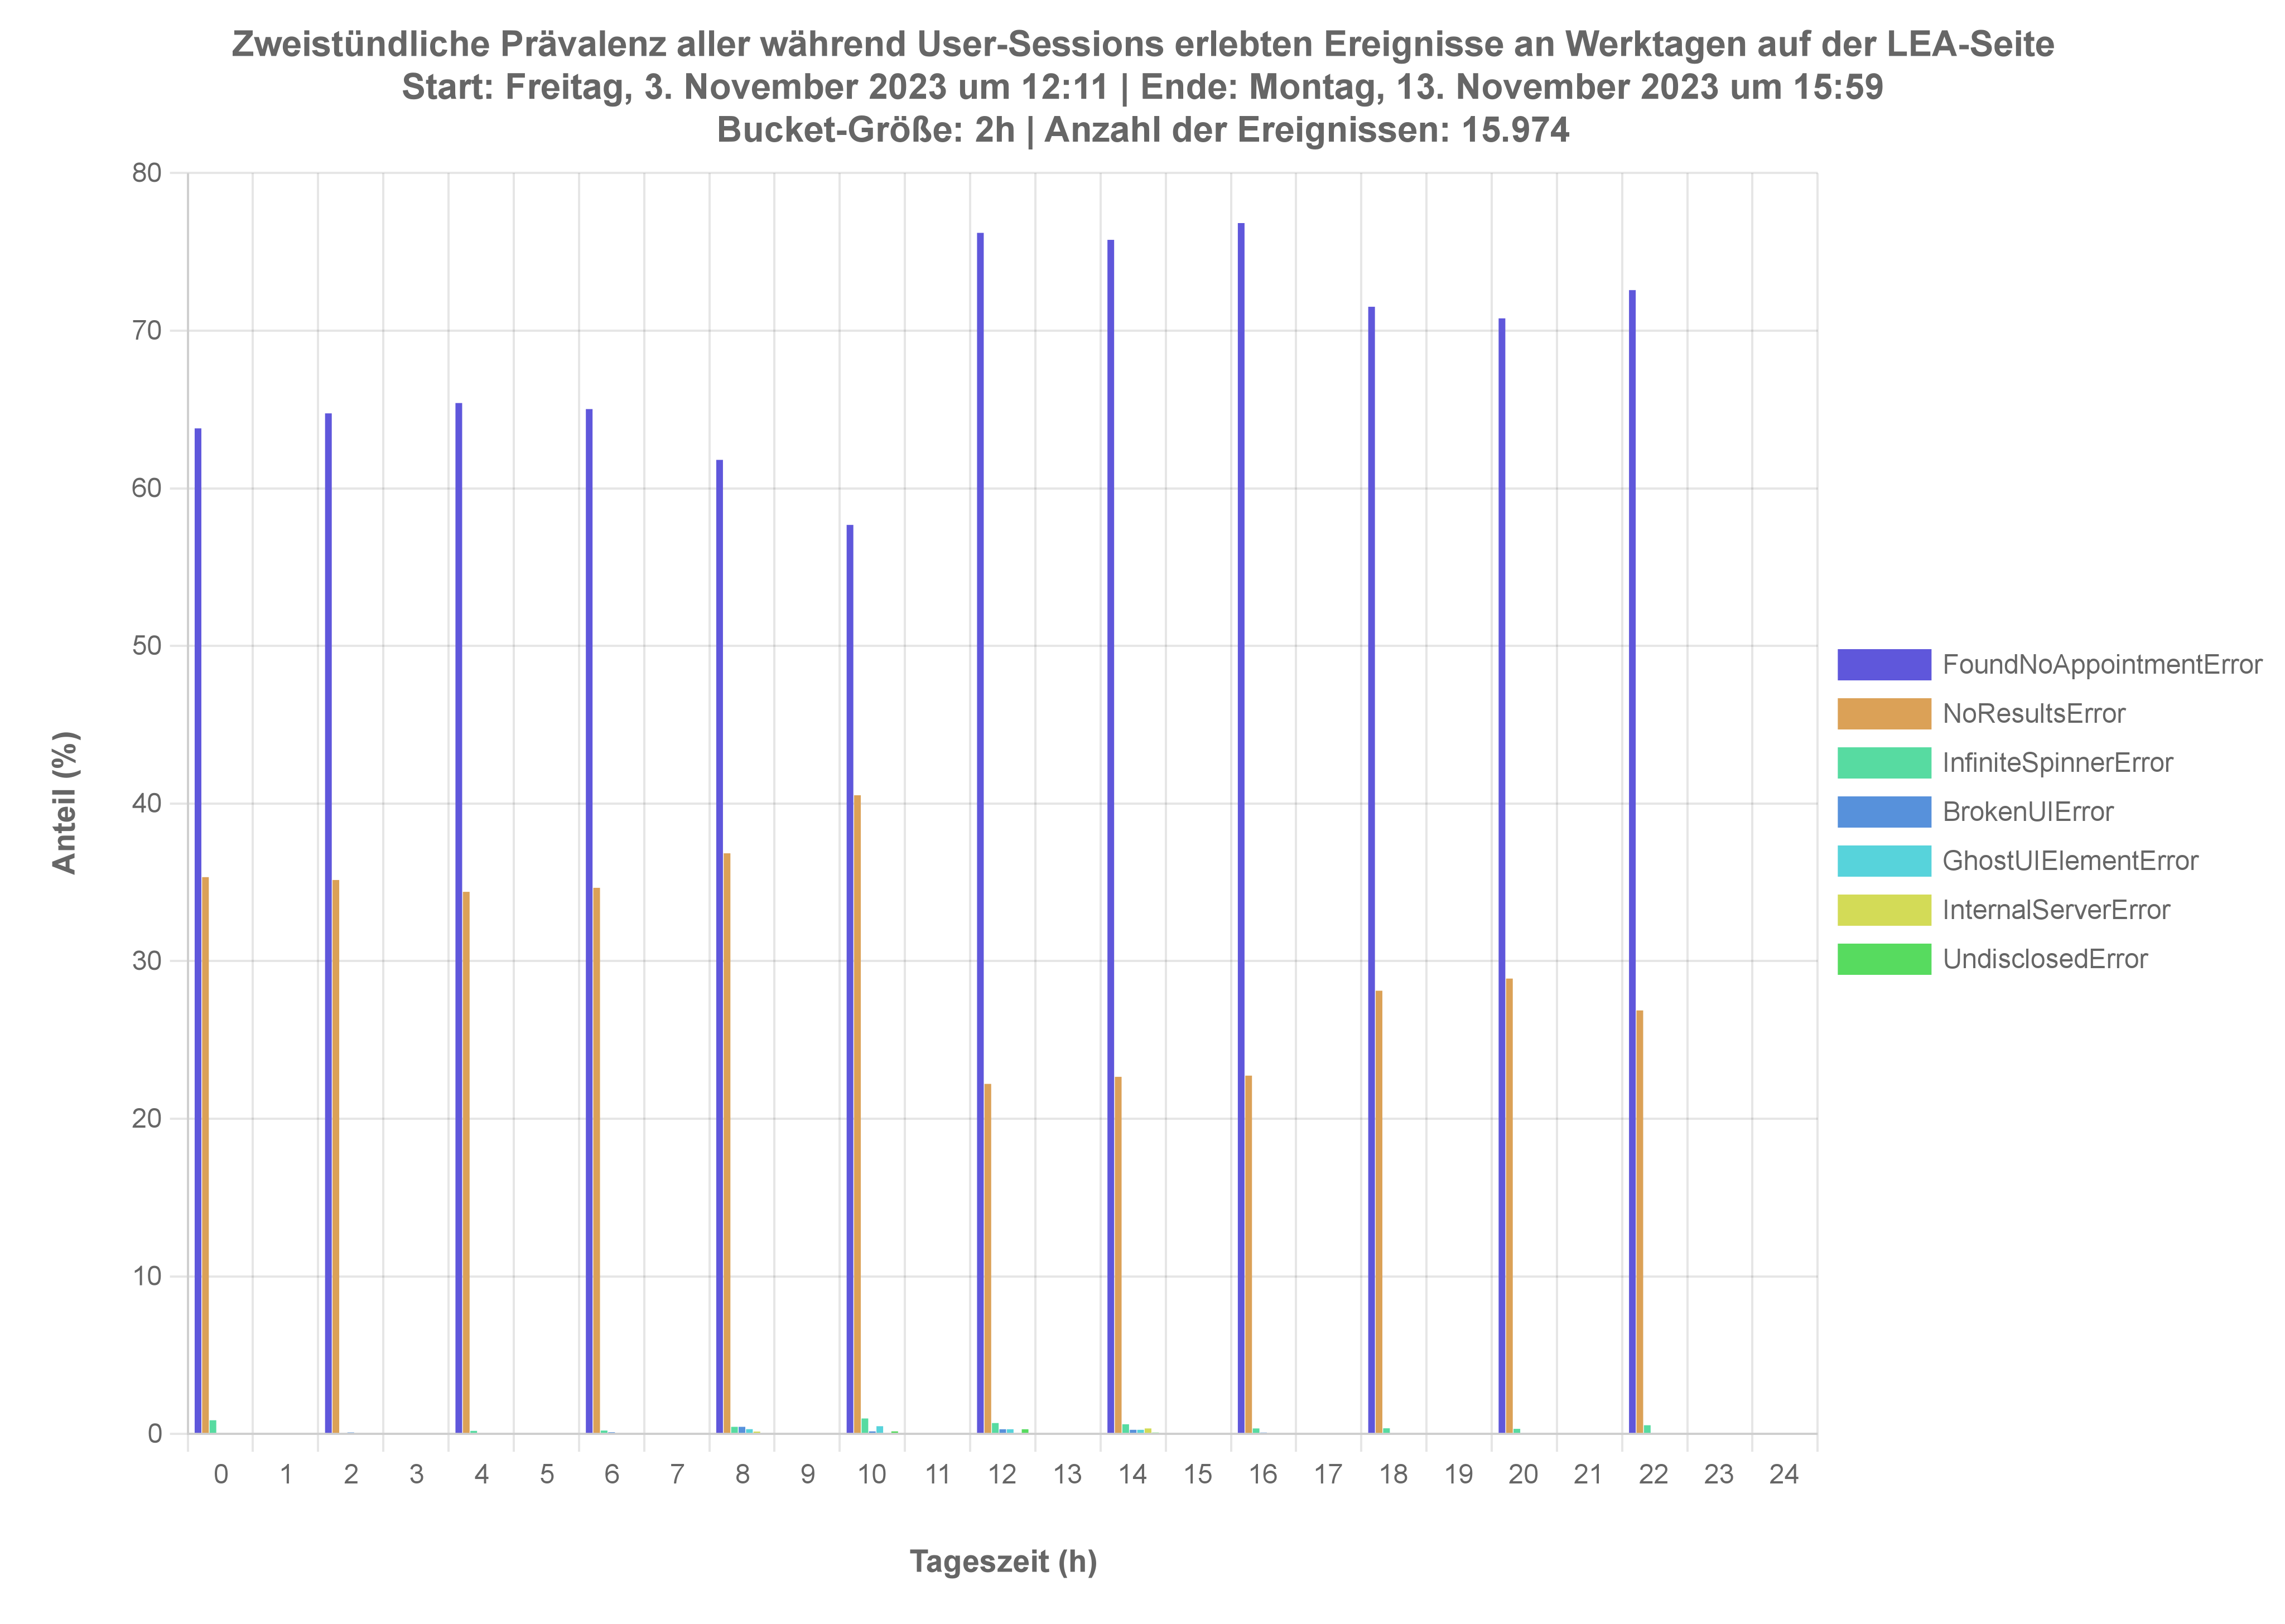 Zweistündliche Prävalenz aller während User-Sessions erlebten Ereignisse an Werktagen auf der LEA-Seite
Start: Freitag, 3. November 2023 um 12:11 | Ende: Montag, 13. November 2023 um 15:59
Bucket-Größe: 2h | Anzahl der Ereignissen: 15.974
80
70
60
50
40
30
20
10
0
Anteil (%)
0 1 2 3 4 5 6 7 8 9 10 11 12 13 14 15 16 17 18 19 20 21 22 23 24
Tageszeit (h)
FoundNoAppointmentError
NoResultsError
InfiniteSpinnerError
BrokenUIError
GhostUIElementError
InternalServerError
UndisclosedError